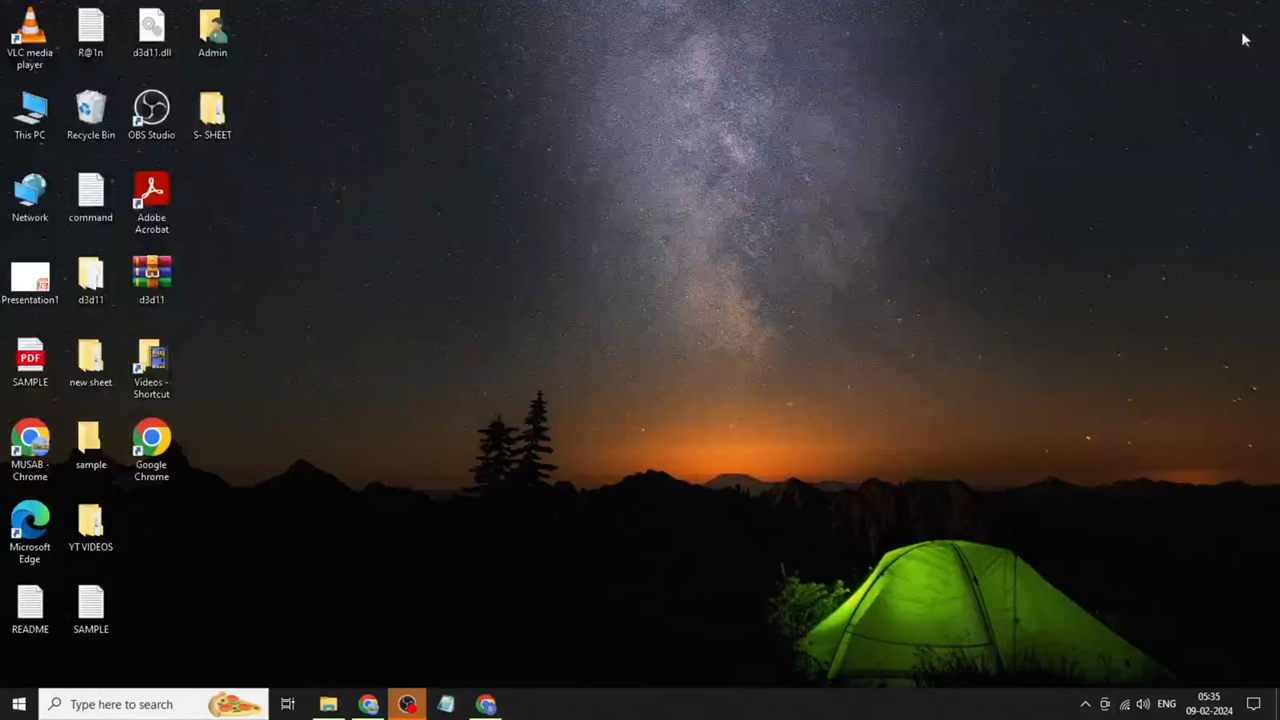 VLC media
player
R@1n
d3d11.dll
Admin
This PC
Recycle Bin
OBS Studio
S- SHEET
Network
command
Adobe
Acrobat
Presentation1
d3d11
d3d11
PDF
SAMPLE
new sheet
Videos -
Shortcut
MUSAB -
Chrome
sample
Google
Chrome
Microsoft
Edge
YT VIDEOS
README
SAMPLE
Type here to search
ENG
05:35
09-02-2024